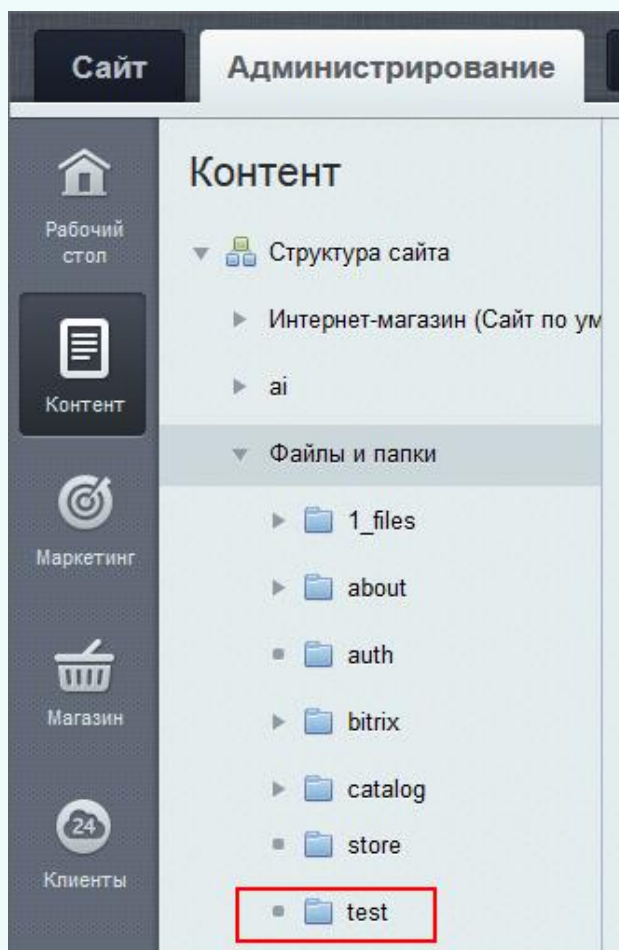 Сайт
Администрирование
Рабочий
стол
Контент
Маркетинг
Магазин
24
Клиенты
Контент
Структура сайта
Интернет-магазин (Сайт по ум
ai
Файлы и папки
1_files
about
auth
bitrix
catalog
store
test